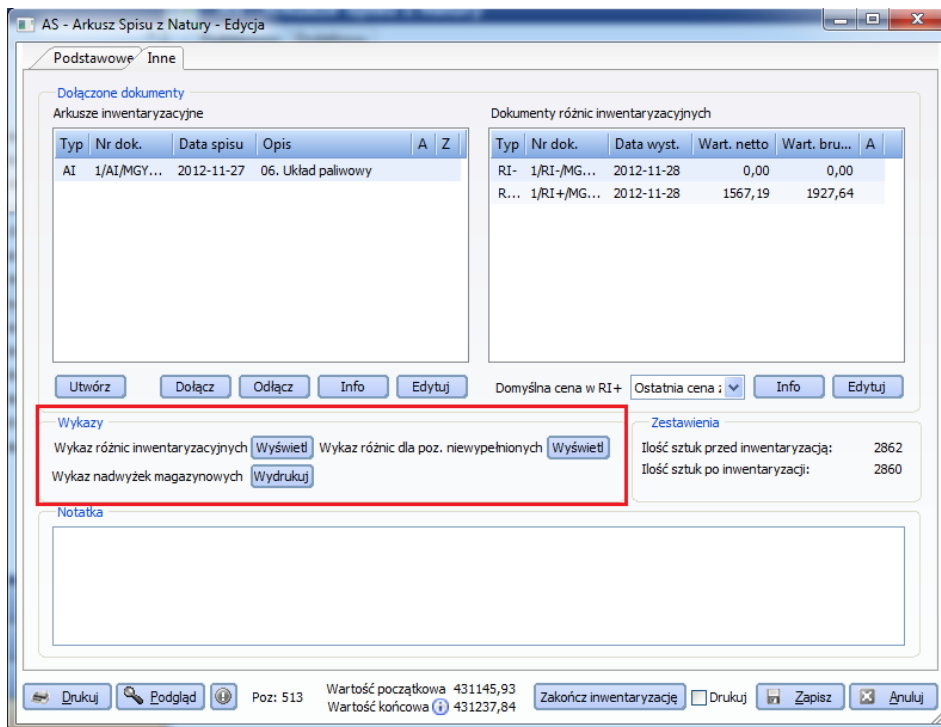 AS - Arkusz Spisu z Natury - Edycja
Podstawowe Inne
Dołączone dokumenty
Arkusze inwentaryzacyjne Dokumenty różnic inwentaryzacyjnych
Typ Nr dok. Data spisu Opis A Z Typ Nr dok. Data wyst. Wart. netto Wart. bru... A
AI 1/AI/MGY... 2012-11-27 06. Układ paliwowy RI- 1/RI-/MG... 2012-11-28 0,00 0,00
R... 1/RI+/MG... 2012-11-28 1567,19 1927,64
Utwórz Dołącz Odłącz Info Edytuj Domyślna cena w RI+ Ostatnia cena z Info Edytuj
Wykazy Zestawienia
Wykaz różnic inwentaryzacyjnych Wyświetl Wykaz różnic dla poz. niewypełnionych Wyświetl Ilość sztuk przed inwentaryzacją: 2862
Wykaz nadwyżek magazynowych Wydrukuj Ilość sztuk po inwentaryzacji: 2860
Notatka
Drukuj Podgląd Poz: 513 Wartość początkowa 431145,93 Zakończ inwentaryzację Drukuj Zapisz Anuluj
Wartość końcowa 431237,84